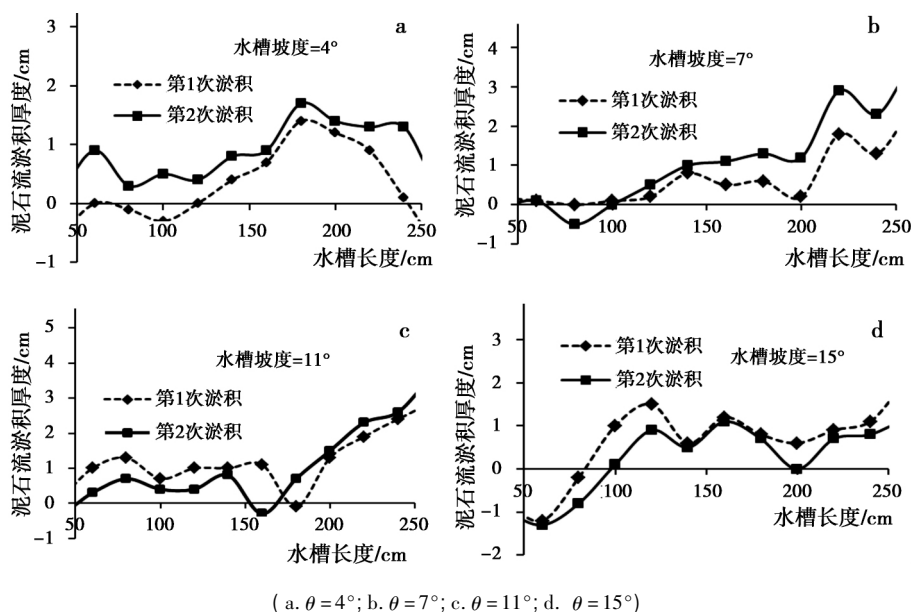 a
水槽坡度=4°
第1次淤积
第2次淤积
泥石流淤积厚度/cm
3
2
1
0
-1
50
100
150
200
250
水槽长度/cm
b
水槽坡度=7°
第1次淤积
第2次淤积
泥石流淤积厚度/cm
4
3
2
1
0
-1
50
100
150
200
250
水槽长度/cm
c
水槽坡度=11°
第1次淤积
第2次淤积
泥石流淤积厚度/cm
5
4
3
2
1
0
-1
50
100
150
200
250
水槽长度/cm
d
水槽坡度=15°
第1次淤积
第2次淤积
泥石流淤积厚度/cm
3
2
1
0
-1
-2
50
100
150
200
250
水槽长度/cm
( a. θ = 4°; b. θ = 7°; c. θ = 11°; d. θ = 15°)